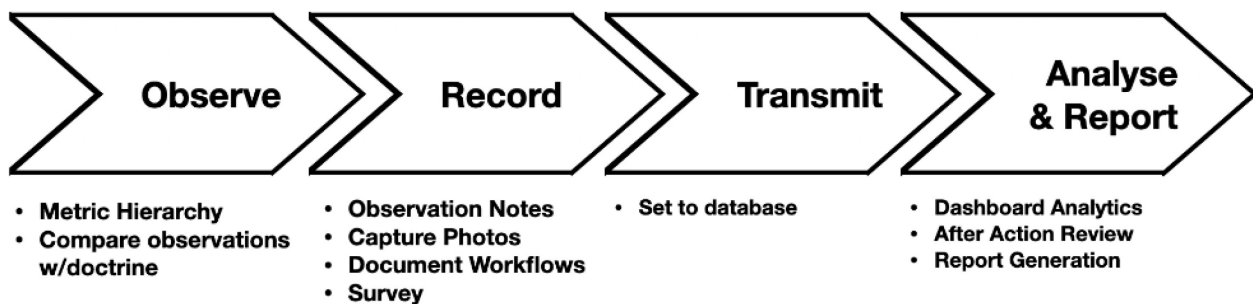 Observe
Record
Transmit
Analyse
& Report
• Metric Hierarchy
• Compare observations
w/doctrine
• Observation Notes
• Capture Photos
• Document Workflows
• Survey
• Set to database
• Dashboard Analytics
• After Action Review
• Report Generation